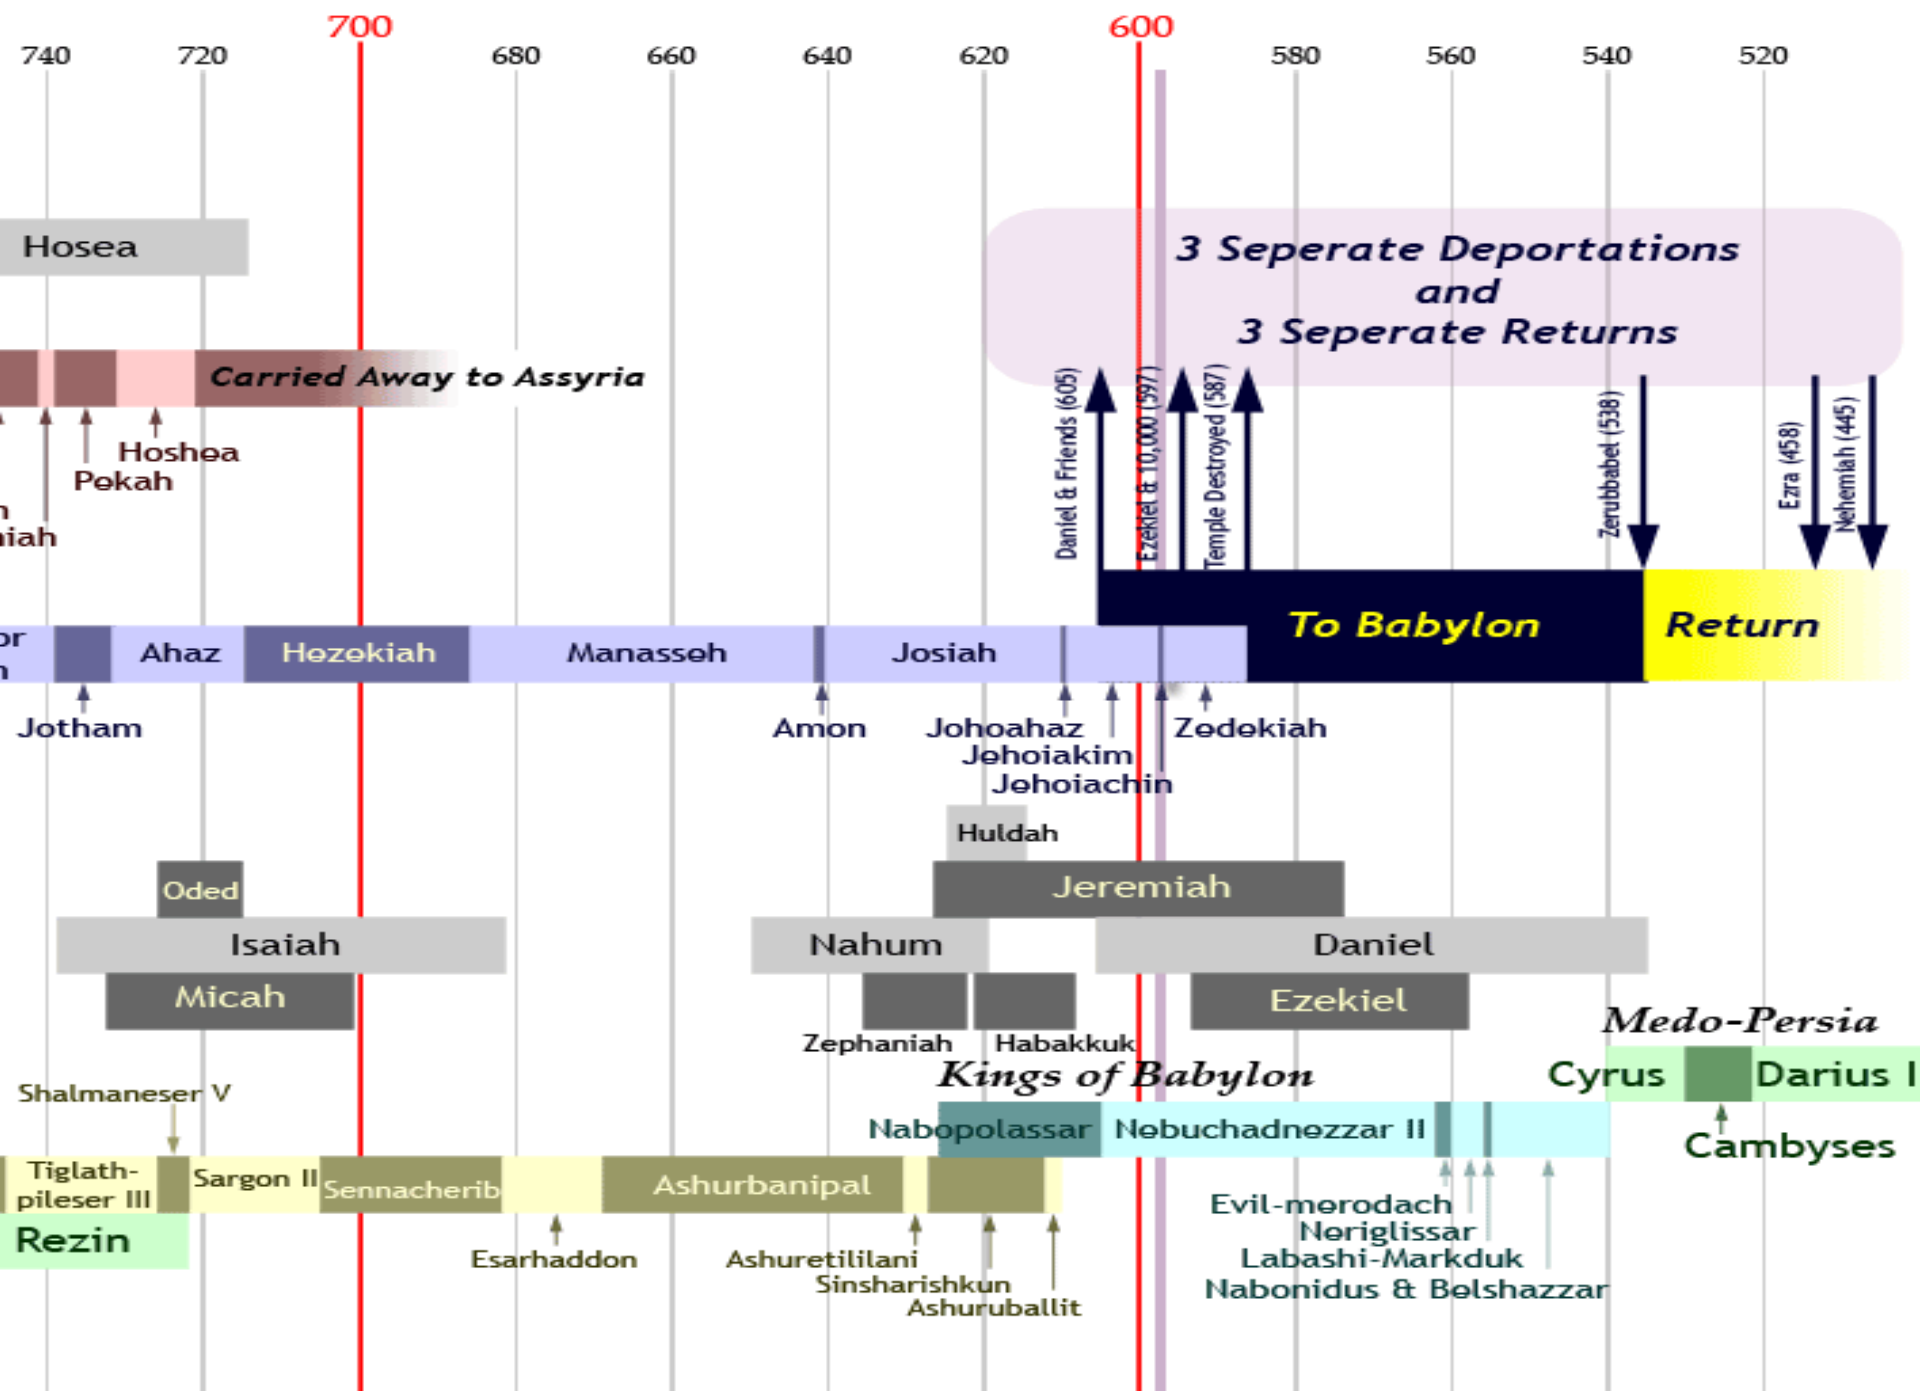 700
600
740
720
680
660
640
620
580
560
540
520
Hosea
3 Seperate Deportations
and
3 Seperate Returns
Carried Away to Assyria
Daniel & Friends (605)
Ezekiel & 10,000 (597)
Temple Destroyed (587)
Zerubbabel (538)
Ezra (458)
Nehemiah (445)
Hoshea
Pekah
To Babylon
Return
Ahaz
Hezekiah
Manasseh
Josiah
Jotham
Amon
Johoahaz
Zedekiah
Jehoiakim
Jehoiachin
Huldah
Oded
Jeremiah
Isaiah
Nahum
Daniel
Micah
Ezekiel
Zephaniah
Habakkuk
Medo-Persia
Kings of Babylon
Cyrus
Darius I
Shalmaneser V
Nabopolassar
Nebuchadnezzar II
Cambyses
Tiglath-
pileser III
Sargon II
Sennacherib
Ashurbanipal
Evil-merodach
Neriglissar
Rezin
Esarhaddon
Ashuretililani
Labashi-Markduk
Sinsharishkun
Nabonidus & Belshazzar
Ashuruballit